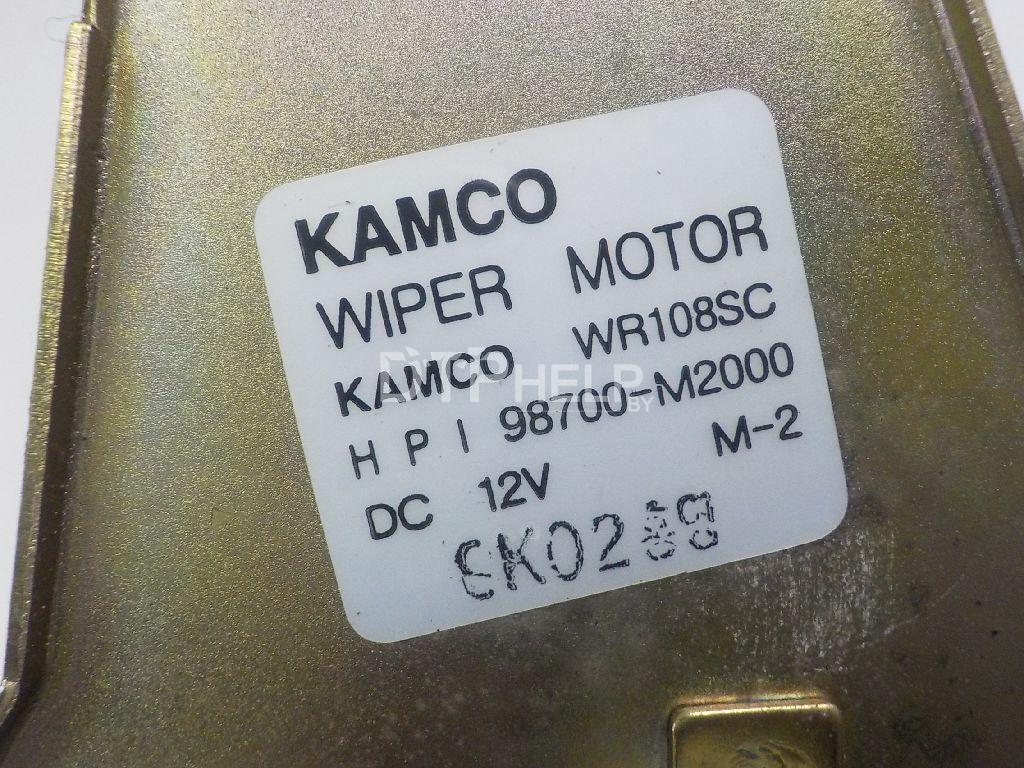 KAMCO
WIPER MOTOR
KAMCO WR108SC
H P I 98700-M2000
DC 12V M-2